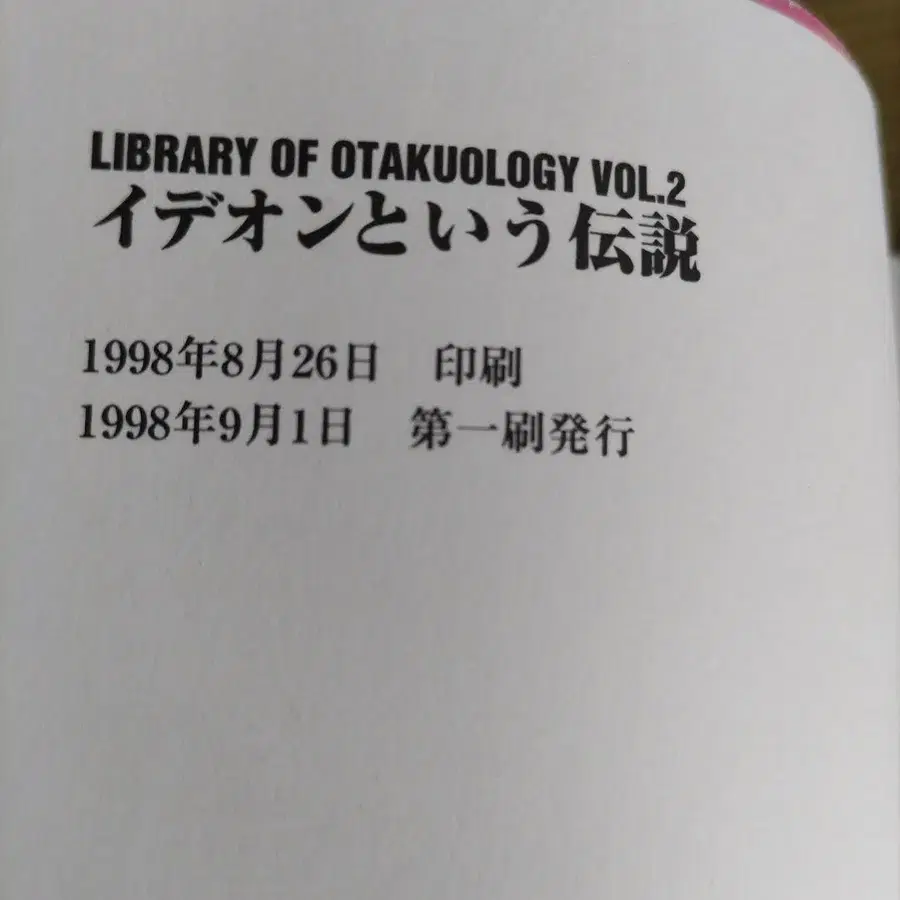 LIBRARY OF OTAKUOLOGY VOL.2
イデオンという伝説
1998年8月26日　印刷
1998年9月1日　第一刷発行